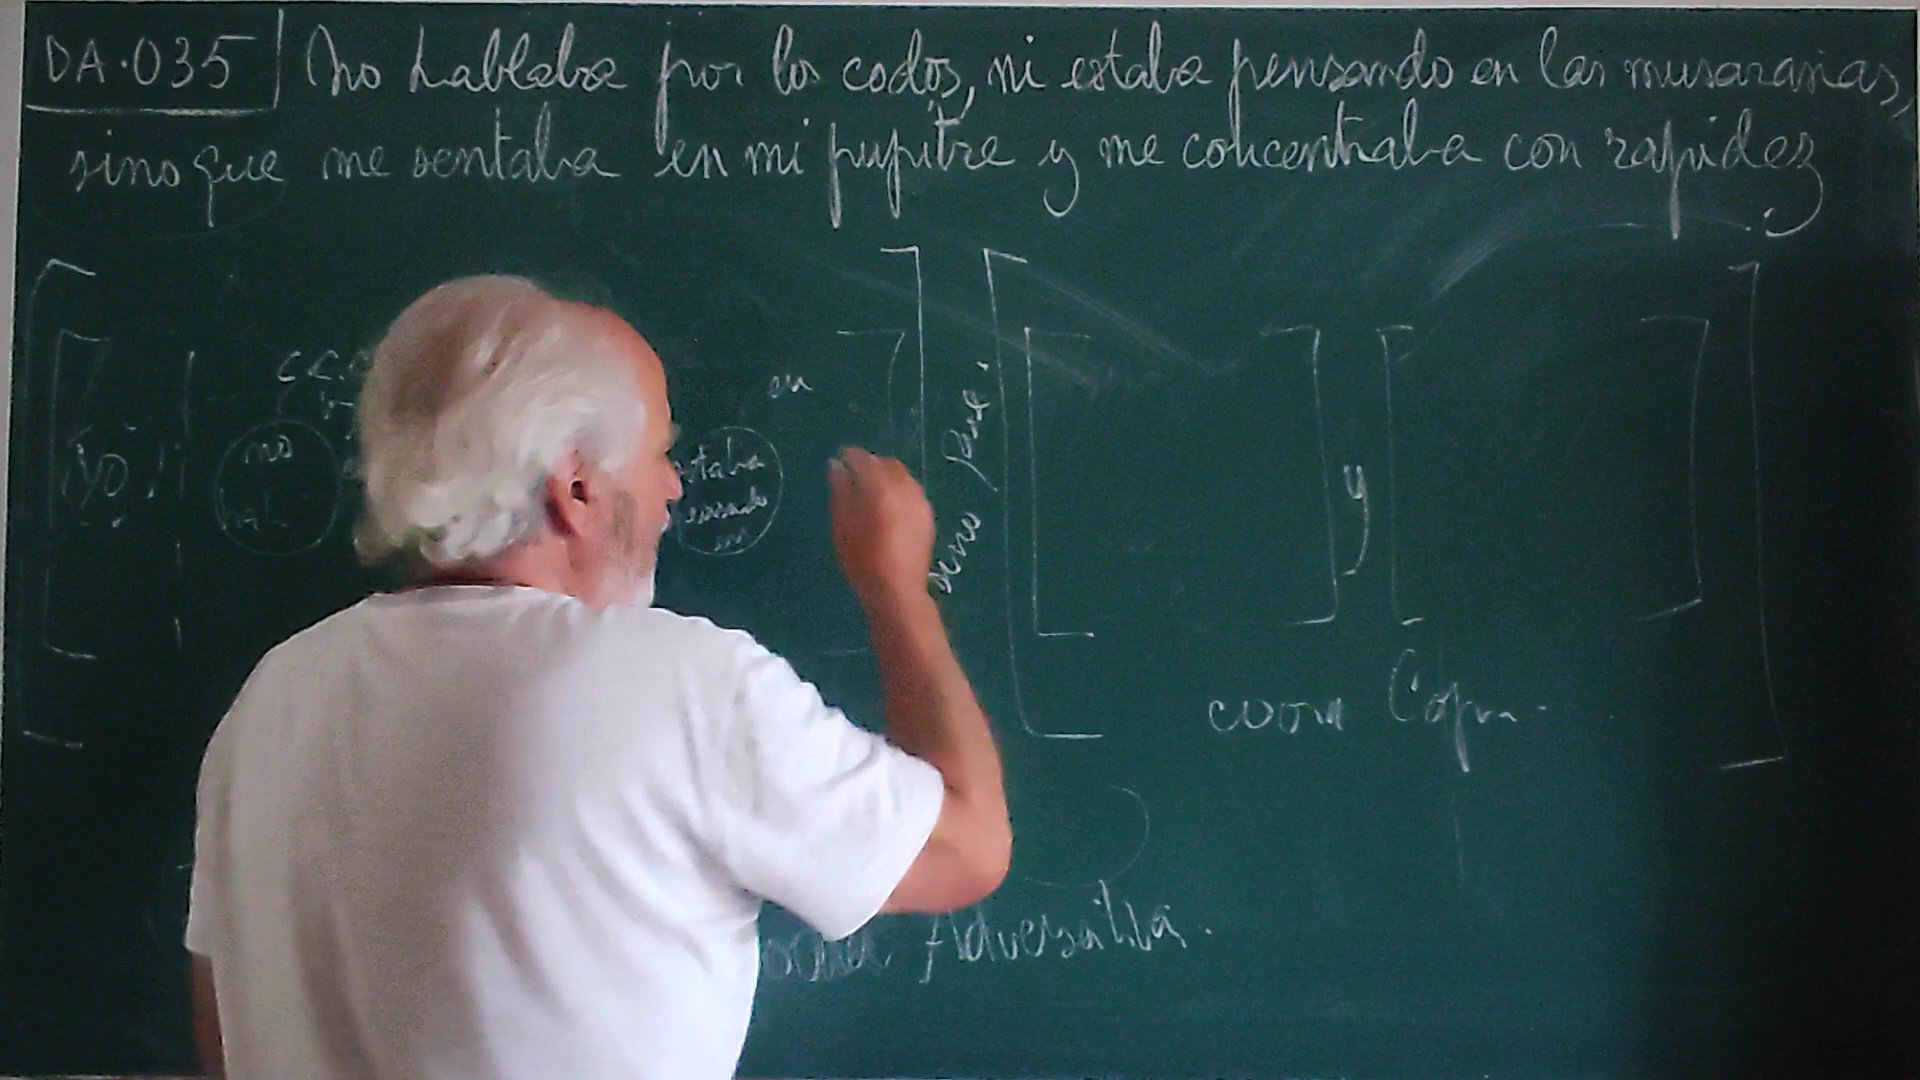 DA·035 No hablaba por los codos, ni estaba pensando en las musarañas,
sino que me sentaba en mi pupitre y me concentraba con rapidez
C.C.
en
(yo)
no
hab
estaba
pensando
en
sino que
y
coord Copu.
Adversativa.